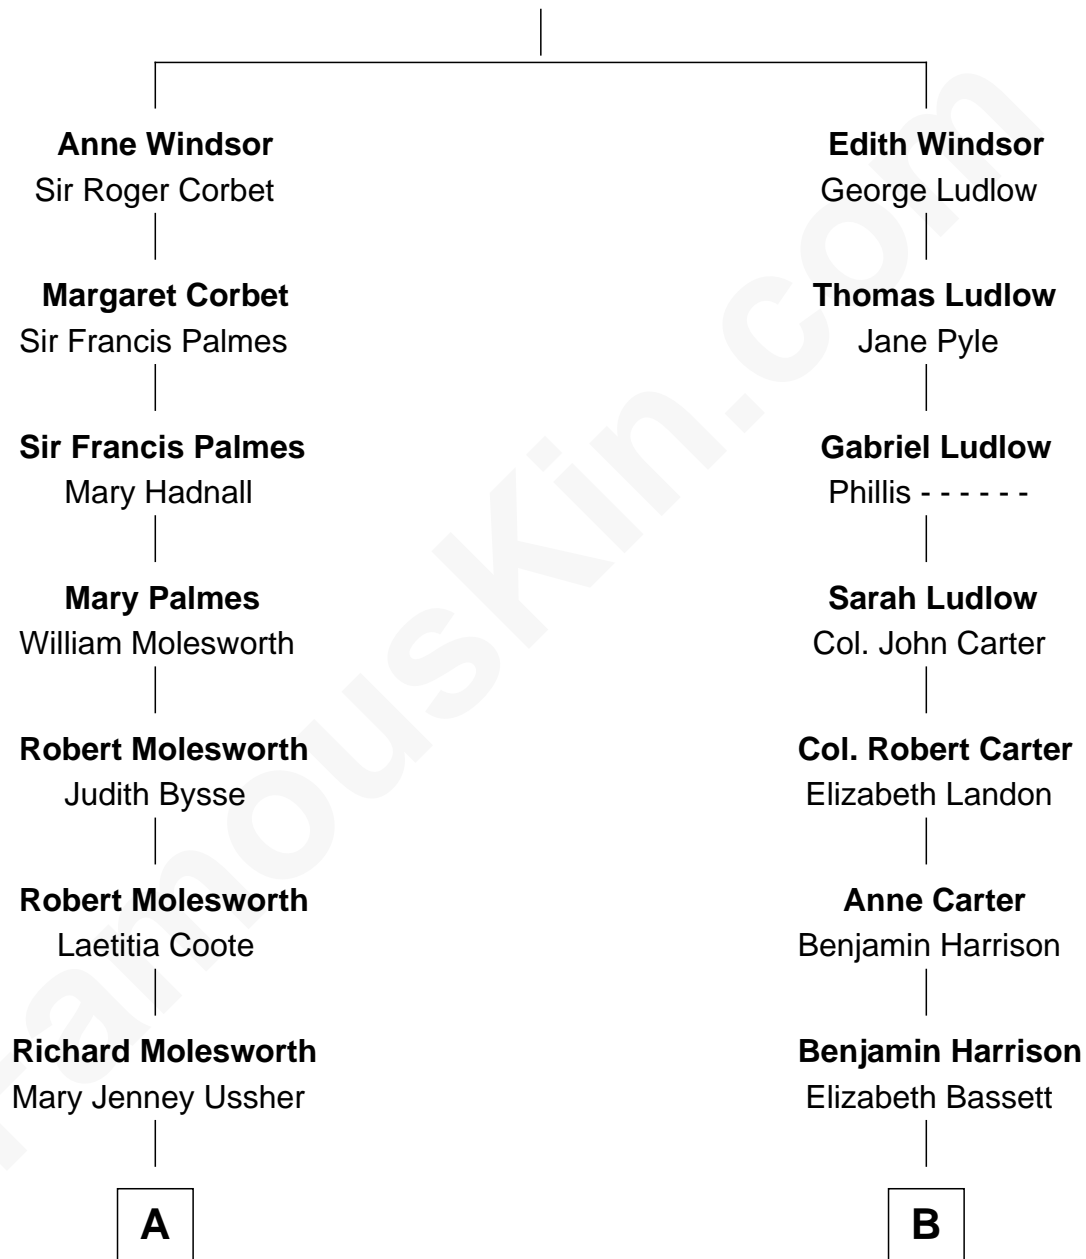 Anne Windsor
Sir Roger Corbet
Edith Windsor
George Ludlow
Margaret Corbet
Sir Francis Palmes
Thomas Ludlow
Jane Pyle
Sir Francis Palmes
Mary Hadnall
Gabriel Ludlow
Phillis - - - - - -
Mary Palmes
William Molesworth
Sarah Ludlow
Col. John Carter
Robert Molesworth
Judith Bysse
Col. Robert Carter
Elizabeth Landon
Robert Molesworth
Laetitia Coote
Anne Carter
Benjamin Harrison
Richard Molesworth
Mary Jenney Ussher
Benjamin Harrison
Elizabeth Bassett
A
B
FamousKin.com